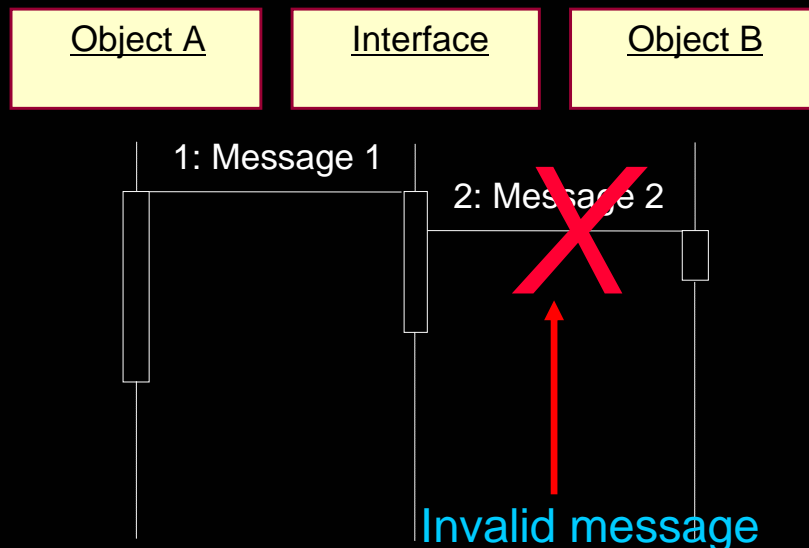 Object A
Interface
Object B
1: Message 1
2: Message 2
Invalid message